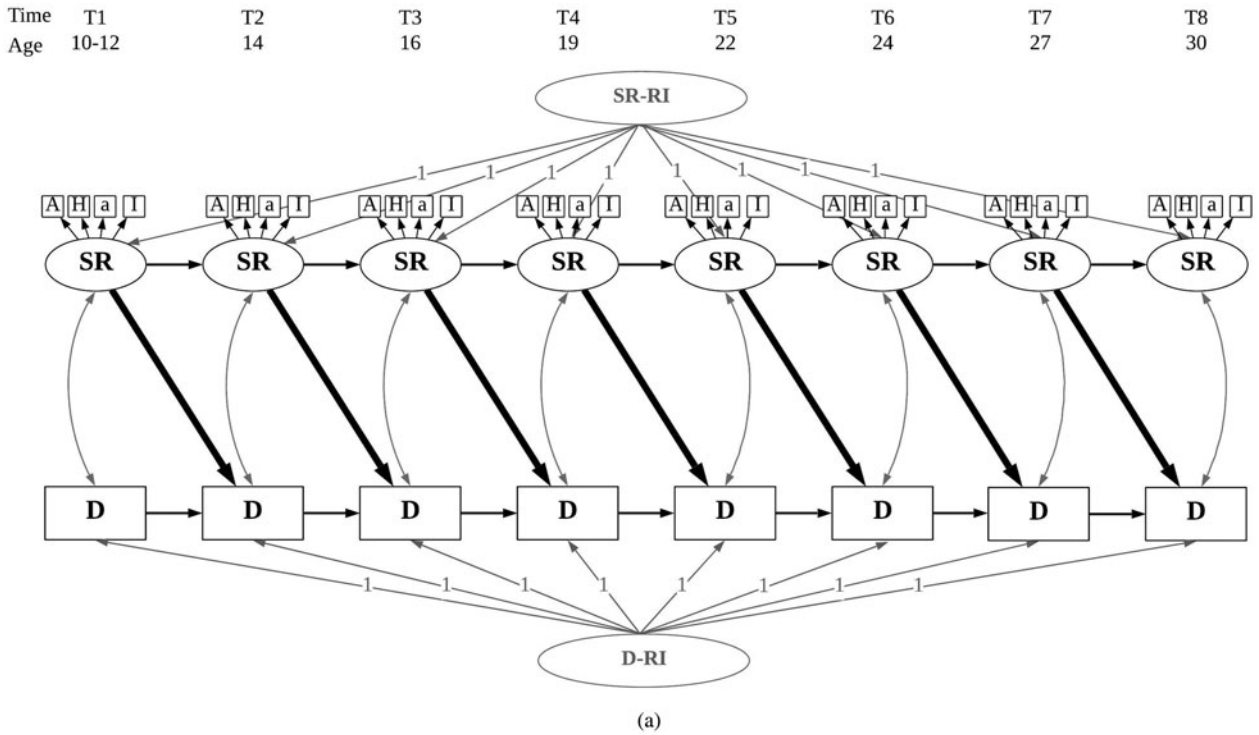 Time T1 T2 T3 T4 T5 T6 T7 T8
Age 10-12 14 16 19 22 24 27 30
SR-RI
1 1 1 1 1 1 1 1
A H a I A H a I A H a I A H a I A H a I A H a I A H a I A H a I
SR SR SR SR SR SR SR SR
D D D D D D D D
1 1 1 1 1 1 1 1
D-RI
(a)